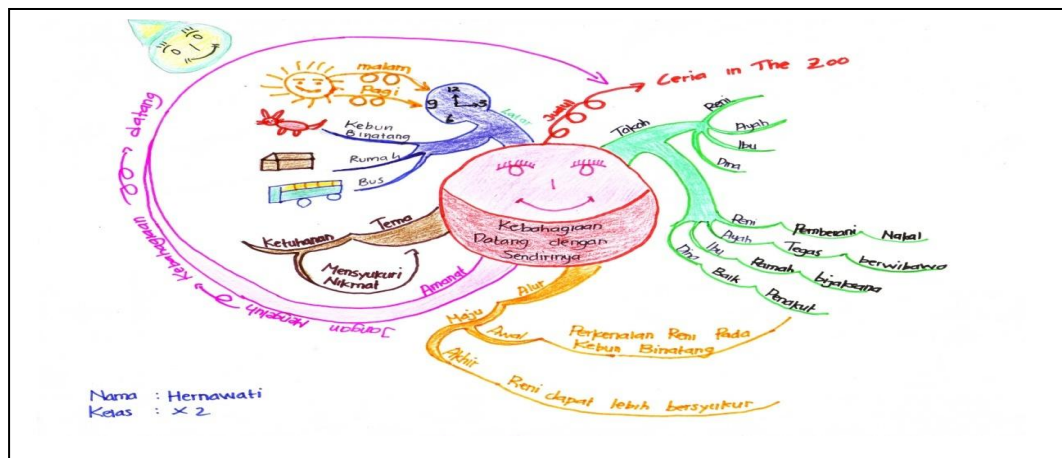 Judul
Ceria in The Zoo
malam
Pagi
12
9
3
6
Latar
Kebun
Binatang
Rumah
Bus
Tokoh
Reni
Ayah
Ibu
Dina
Reni Pemberani Nakal
Ayah Tegas berwibawa
Ibu Ramah bijaksana
Dina Baik Penakut
Kebahagiaan
Datang dengan
Sendirinya
Tema
Ketuhanan
Mensyukuri
Nikmat
Amanat
Jangan Mengeluh
Kebahagiaan
datang
Alur
Maju
Awal
Perkenalan Reni Pada
Kebun Binatang
Akhir
Reni dapat lebih bersyukur
Nama : Hernawati
Kelas : X 2